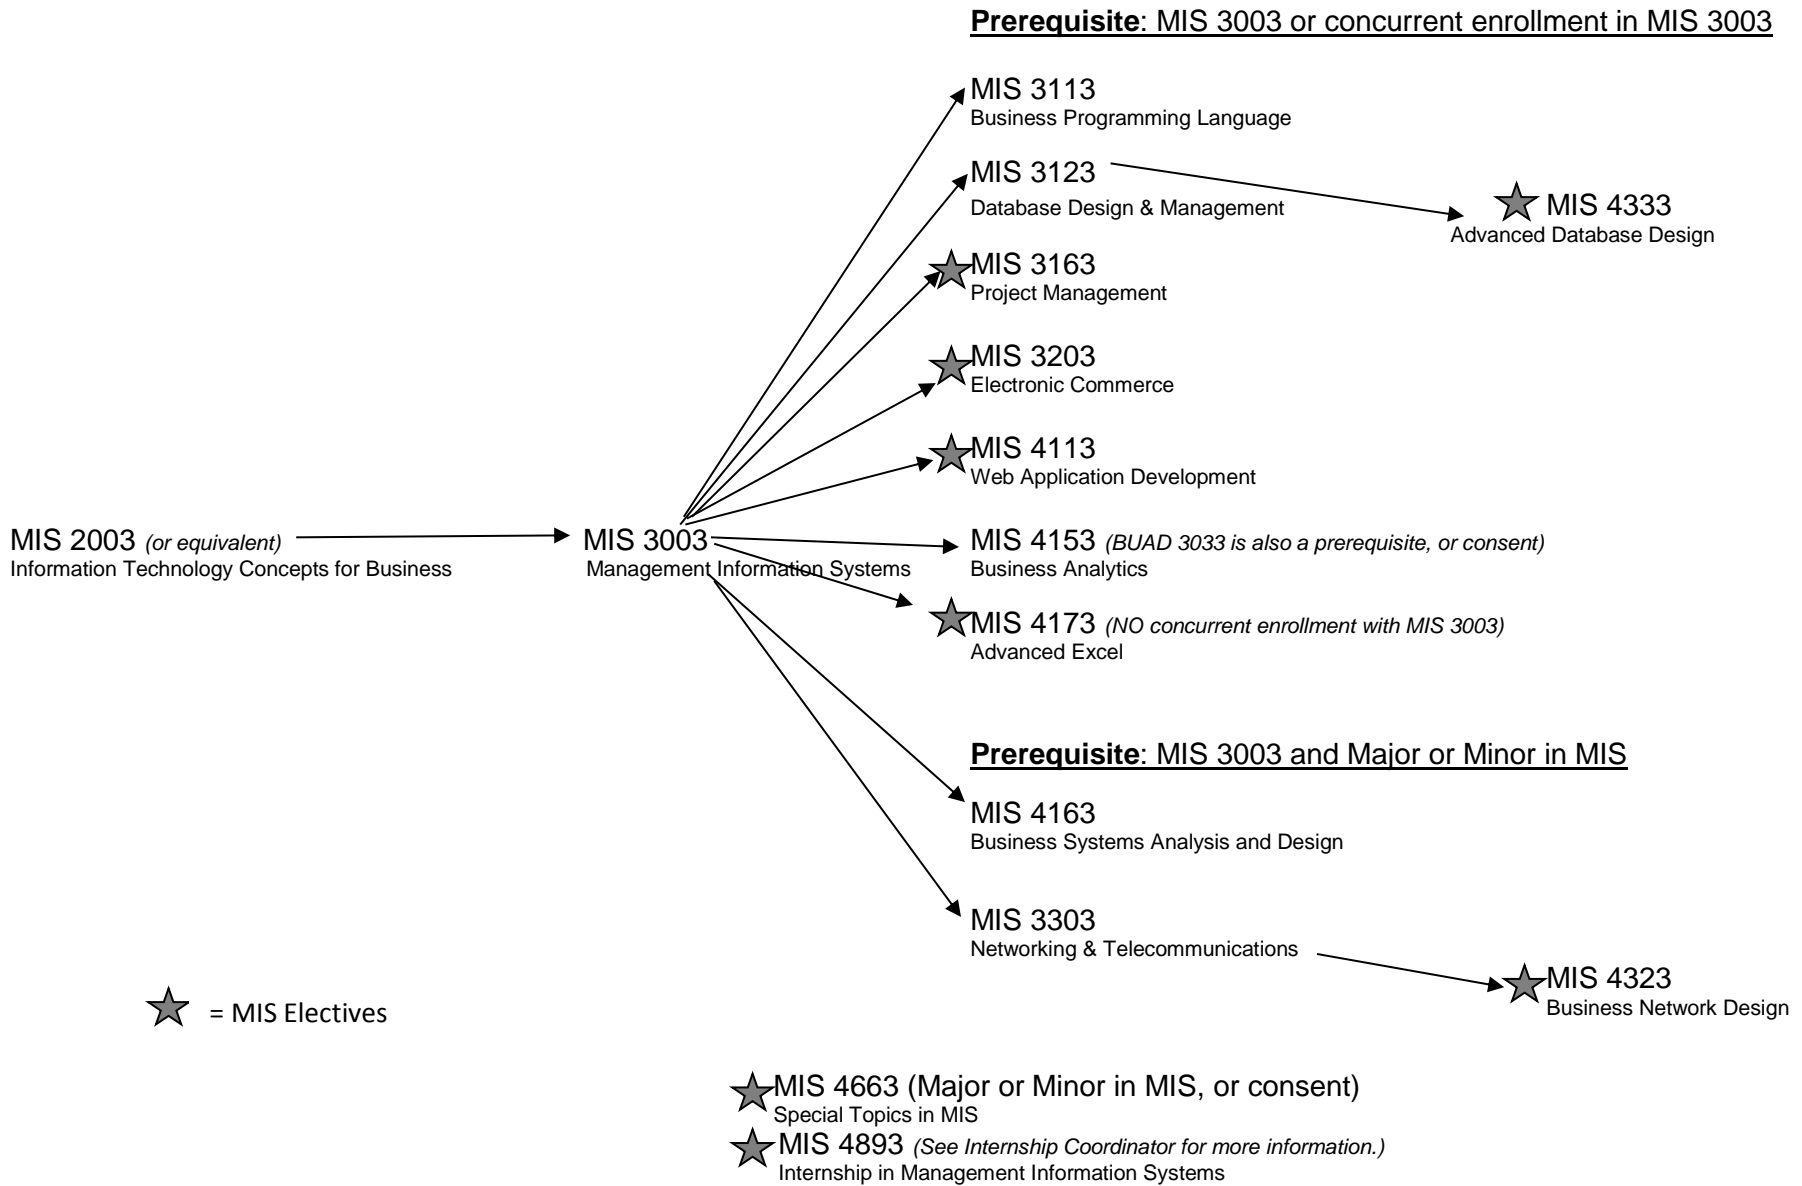 Prerequisite: MIS 3003 or concurrent enrollment in MIS 3003
MIS 3113
Business Programming Language
MIS 3123
Database Design & Management
MIS 4333
Advanced Database Design
MIS 3163
Project Management
MIS 3203
Electronic Commerce
MIS 4113
Web Application Development
MIS 2003 (or equivalent)
Information Technology Concepts for Business
MIS 3003
Management Information Systems
MIS 4153 (BUAD 3033 is also a prerequisite, or consent)
Business Analytics
MIS 4173 (NO concurrent enrollment with MIS 3003)
Advanced Excel
Prerequisite: MIS 3003 and Major or Minor in MIS
MIS 4163
Business Systems Analysis and Design
MIS 3303
Networking & Telecommunications
MIS 4323
Business Network Design
= MIS Electives
MIS 4663 (Major or Minor in MIS, or consent)
Special Topics in MIS
MIS 4893 (See Internship Coordinator for more information.)
Internship in Management Information Systems